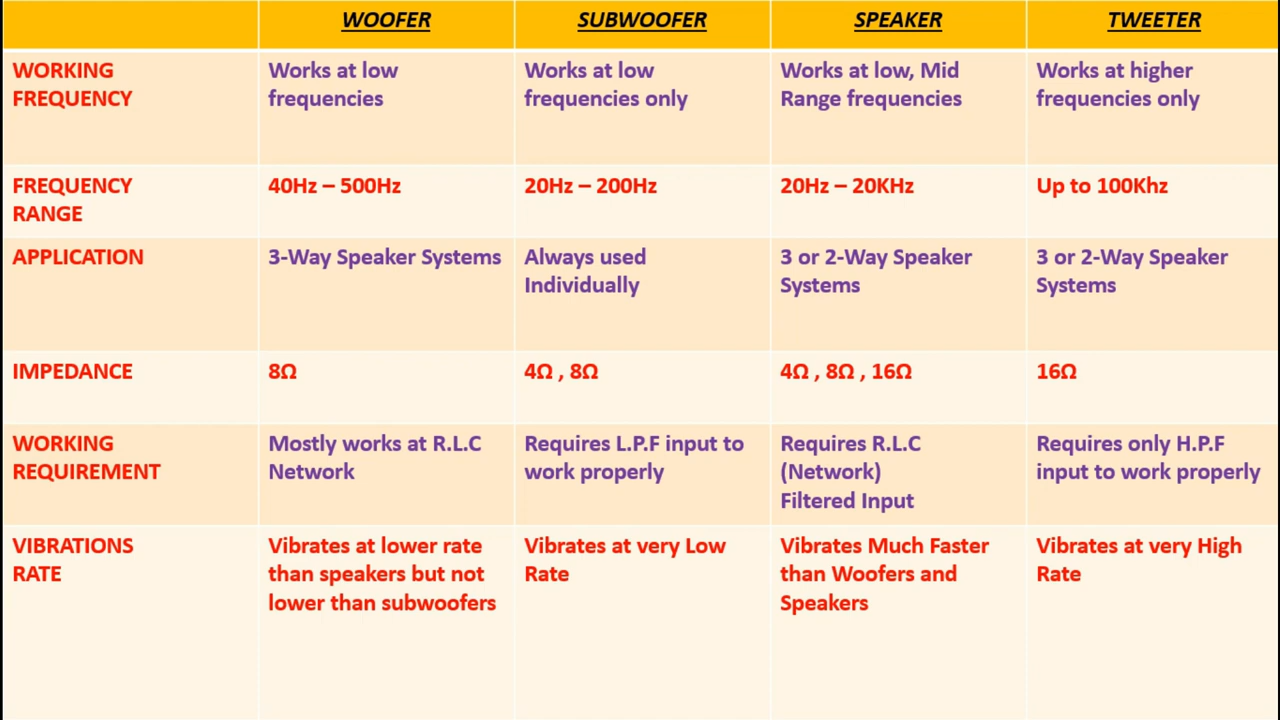 WOOFER SUBWOOFER SPEAKER TWEETER
WORKING Works at low Works at low Works at low, Mid Works at higher
FREQUENCY frequencies frequencies only Range frequencies frequencies only
FREQUENCY 40Hz – 500Hz 20Hz – 200Hz 20Hz – 20KHz Up to 100Khz
RANGE
APPLICATION 3-Way Speaker Systems Always used 3 or 2-Way Speaker 3 or 2-Way Speaker
Individually Systems Systems
IMPEDANCE 8Ω 4Ω , 8Ω 4Ω , 8Ω , 16Ω 16Ω
WORKING Mostly works at R.L.C Requires L.P.F input to Requires R.L.C Requires only H.P.F
REQUIREMENT Network work properly (Network) input to work properly
Filtered Input
VIBRATIONS Vibrates at lower rate Vibrates at very Low Vibrates Much Faster Vibrates at very High
RATE than speakers but not Rate than Woofers and Rate
lower than subwoofers Speakers